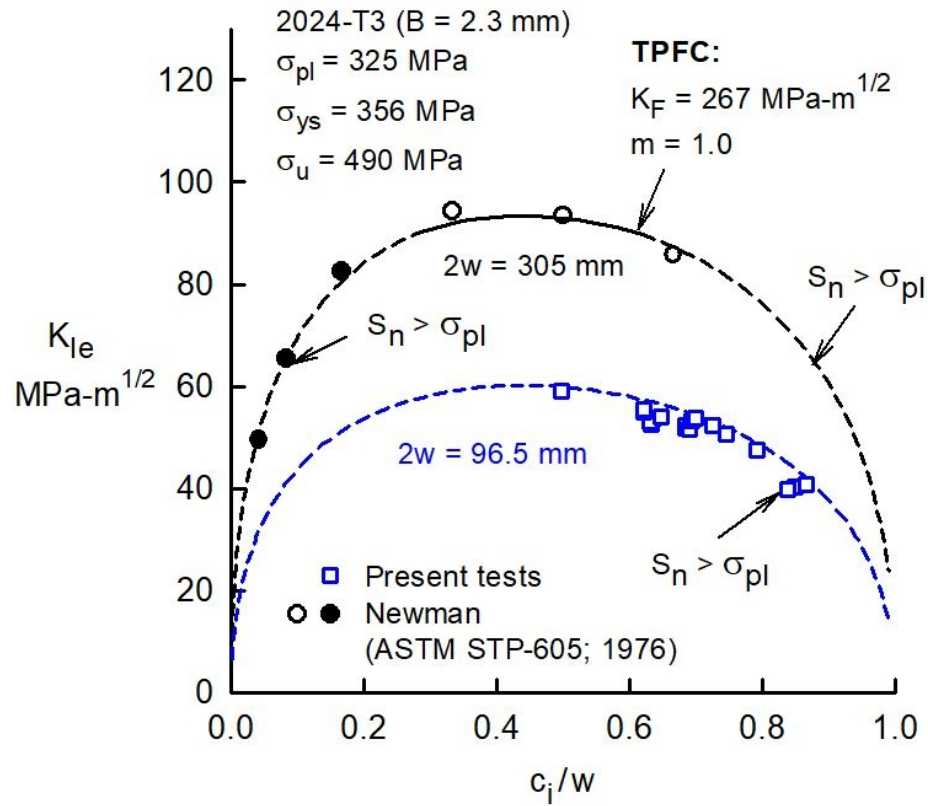 2024-T3 (B = 2.3 mm)
σpl = 325 MPa
σys = 356 MPa
σu = 490 MPa
TPFC:
KF = 267 MPa-m1/2
m = 1.0
2w = 305 mm
Sn > σpl
Sn > σpl
2w = 96.5 mm
Sn > σpl
Present tests
Newman
(ASTM STP-605; 1976)
KIe
MPa-m1/2
120
100
80
60
40
20
0
0.0 0.2 0.4 0.6 0.8 1.0
ci/w